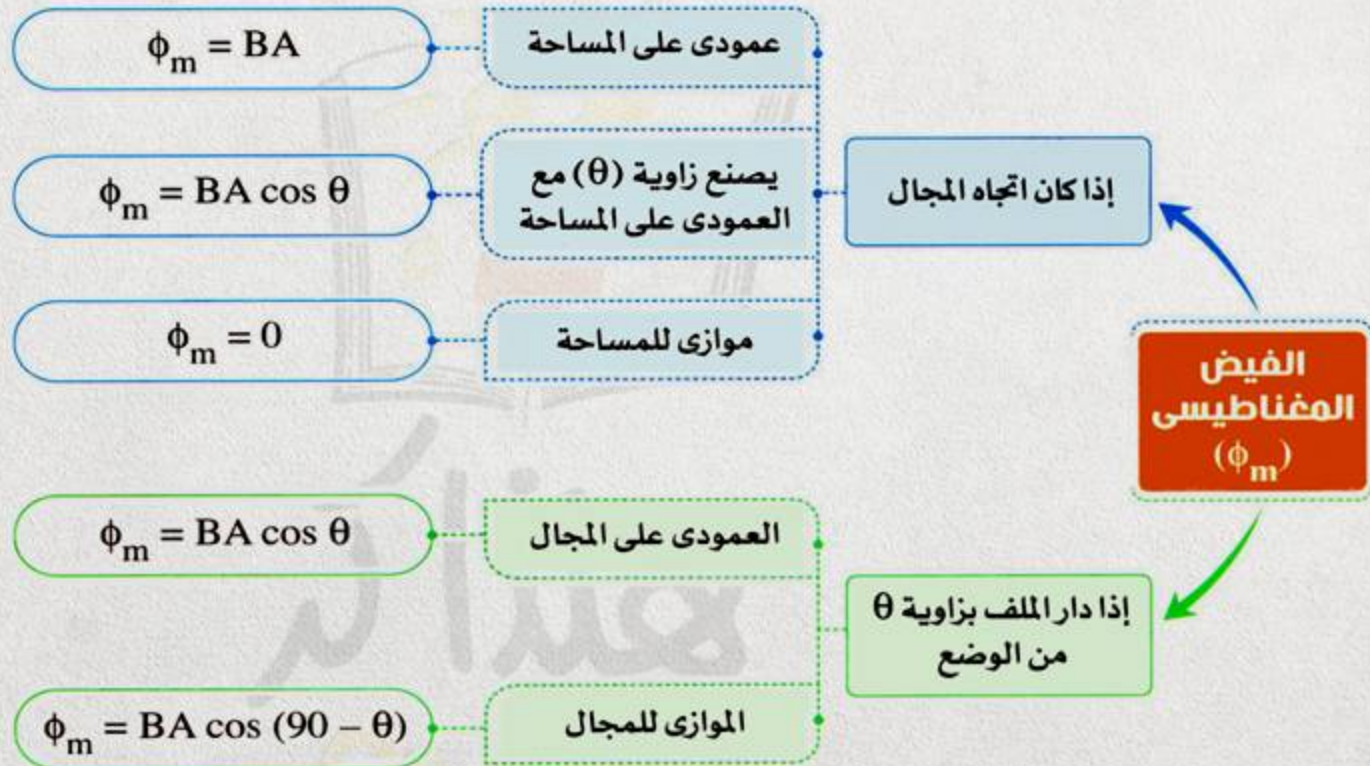 الفيض
المغناطيسى
(ϕm)
إذا كان اتجاه المجال
عمودى على المساحة
ϕm = BA
يصنع زاوية (θ) مع
العمودى على المساحة
ϕm = BA cos θ
موازى للمساحة
ϕm = 0
إذا دار الملف بزاوية θ
من الوضع
العمودى على المجال
ϕm = BA cos θ
الموازى للمجال
ϕm = BA cos (90 – θ)